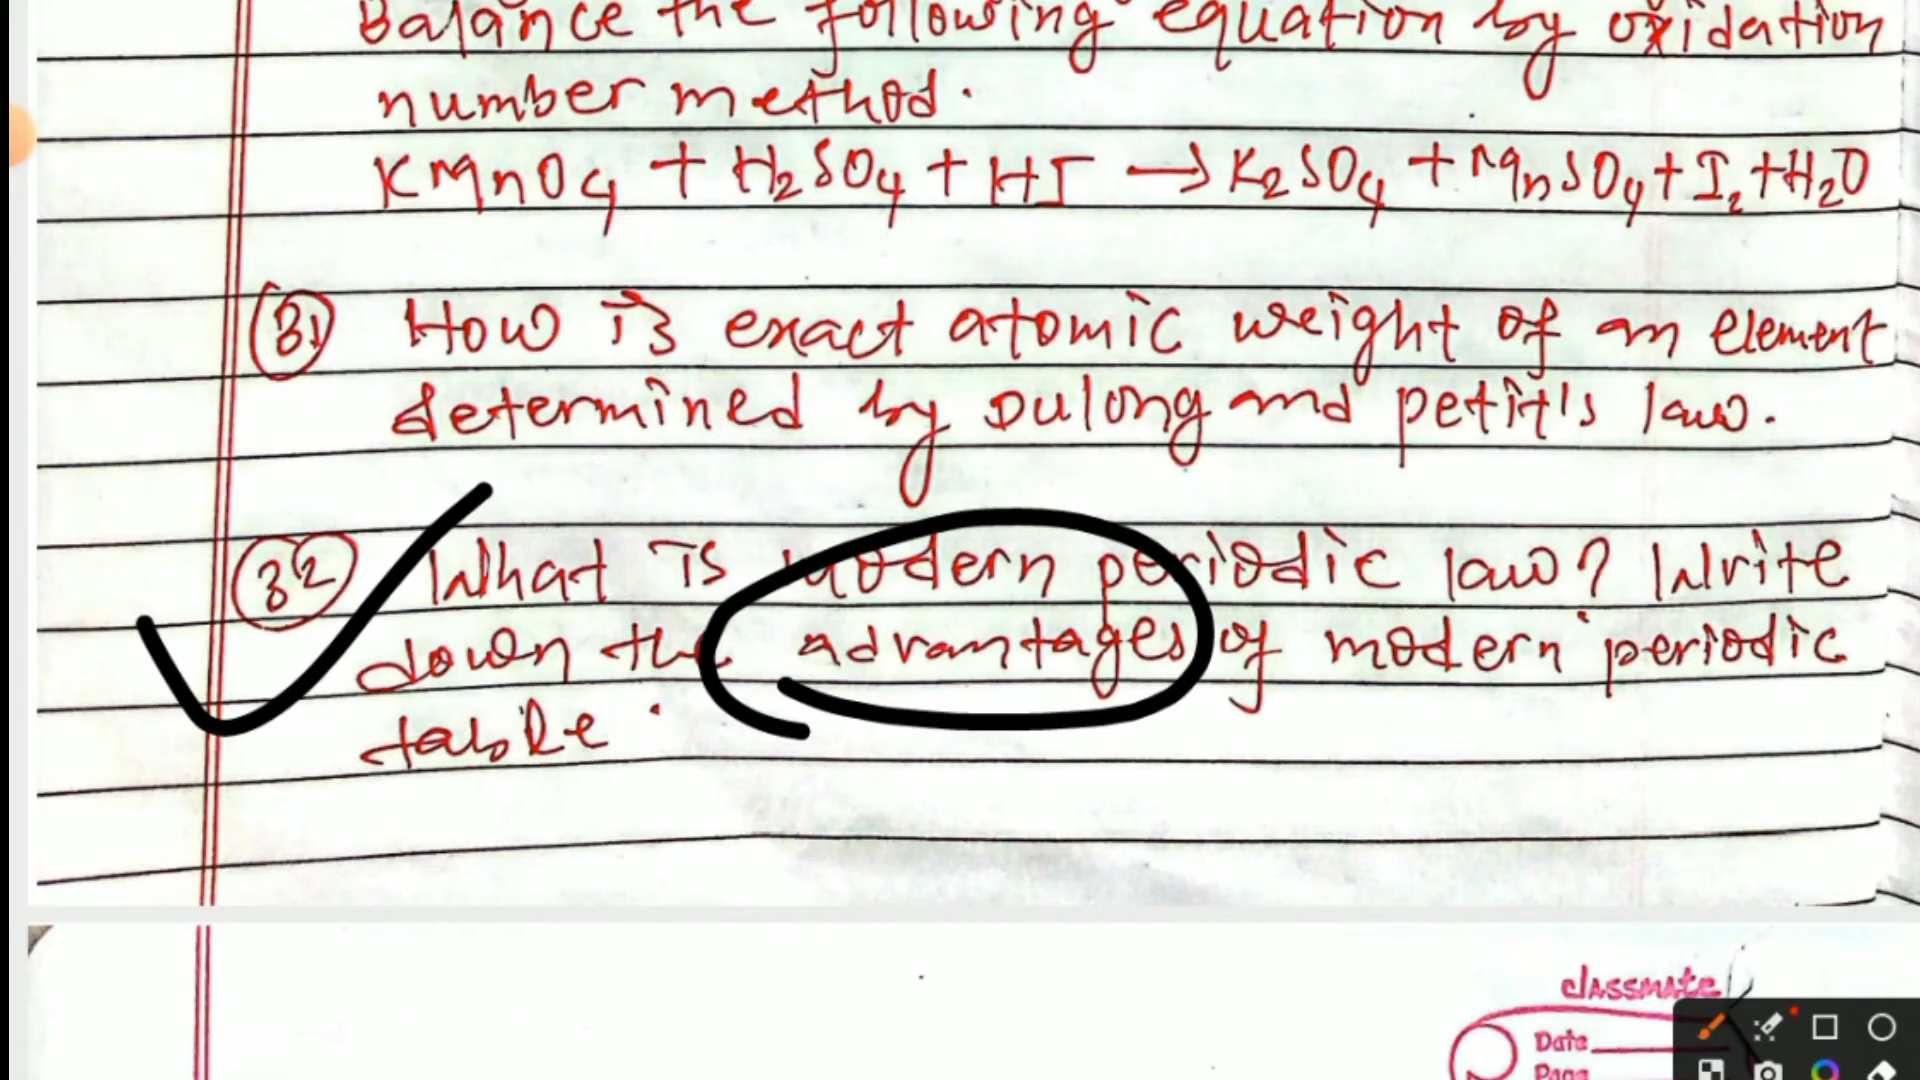 Balance the following equation by oxidation
number method.
KMnO4 + H2SO4 + HI → K2SO4 + MnSO4 + I2 + H2O
31 How is exact atomic weight of an element
determined by Dulong and petit's law.
32 What is modern periodic law? Write
down the advantages of modern periodic
table.
classmate
Date
Page